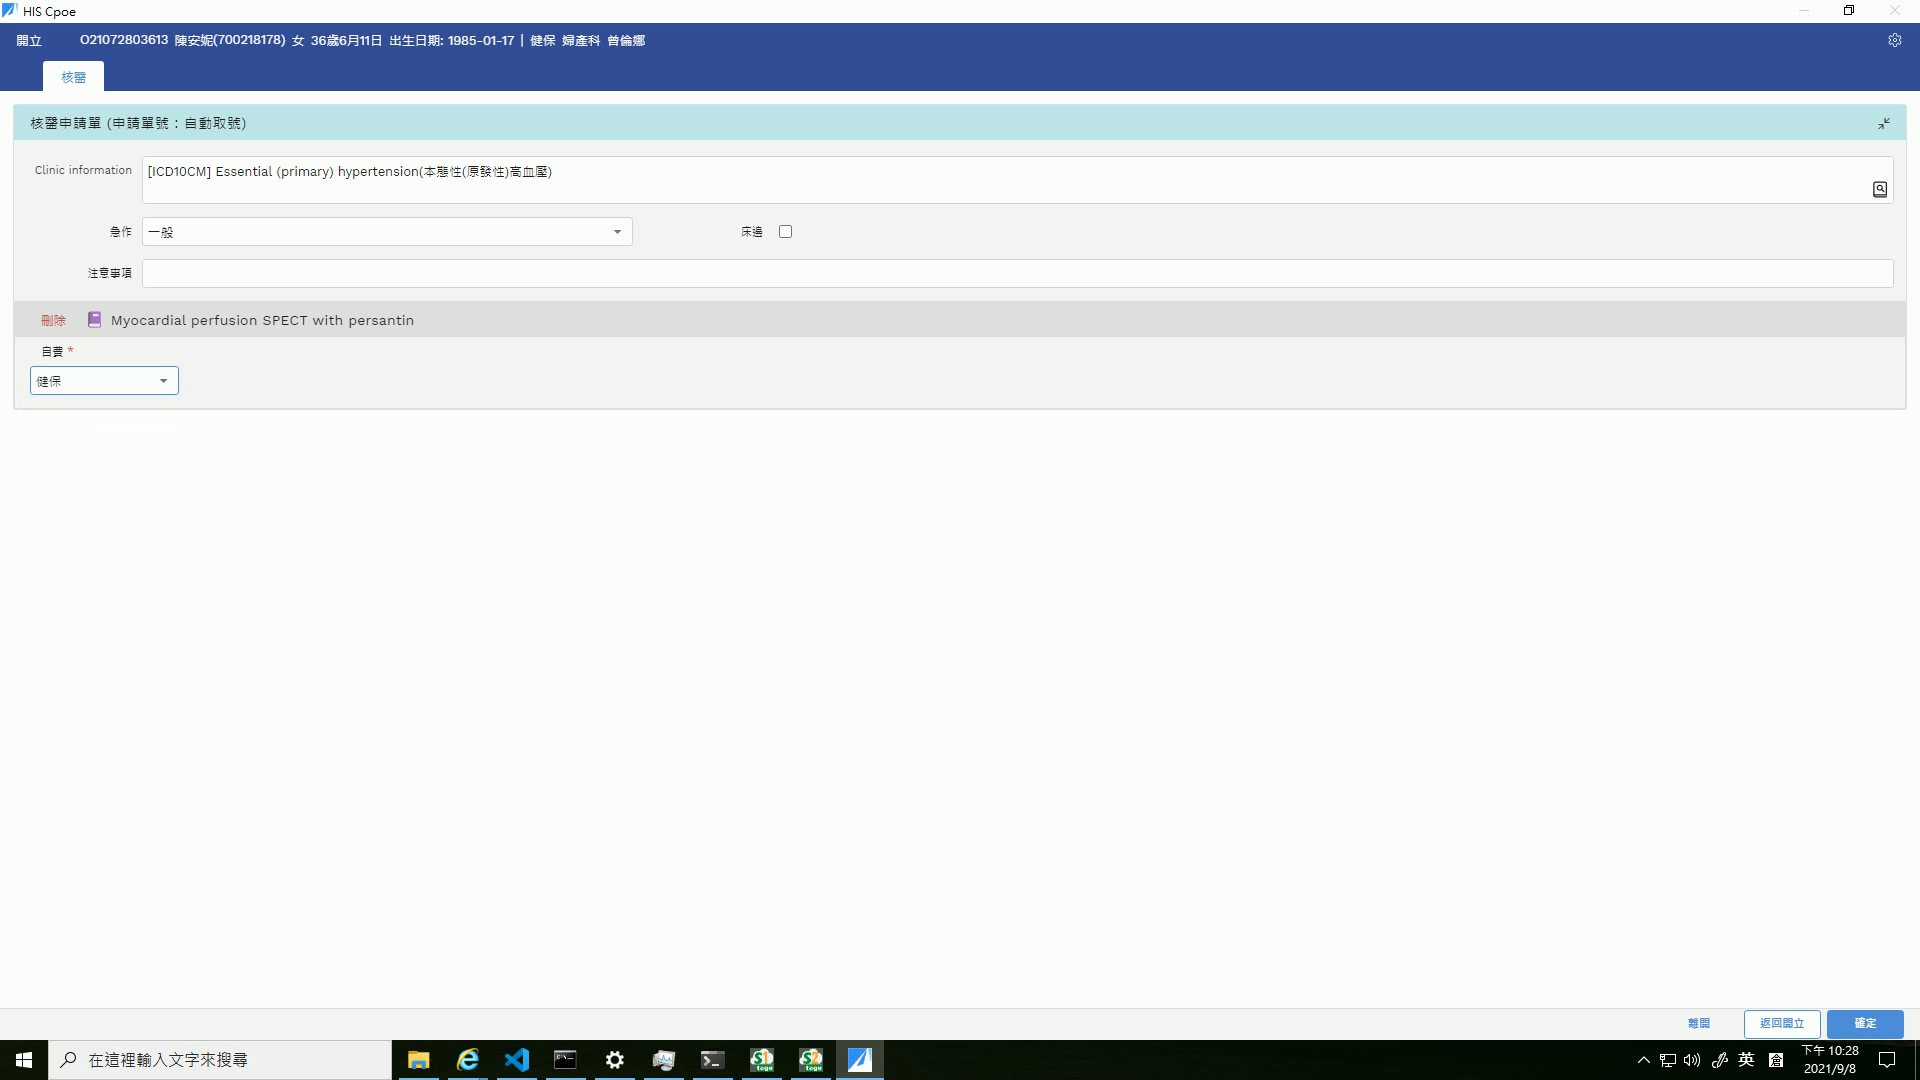 HIS Cpoe
開立 O21072803613 陳安妮(700218178) 女 36歲6月11日 出生日期: 1985-01-17 | 健保 婦產科 曾倫娜
核醫
核醫申請單 (申請單號：自動取號)
Clinic information [ICD10CM] Essential (primary) hypertension(本態性(原發性)高血壓)
急作 一般 床邊
注意事項
刪除 Myocardial perfusion SPECT with persantin
自費 *
健保
離開 返回開立 確定
在這裡輸入文字來搜尋
英
下午 10:28
2021/9/8